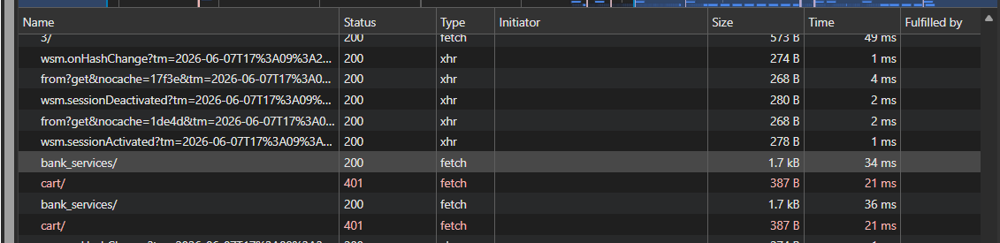 Name Status Type Initiator Size Time Fulfilled by
3/ 200 fetch 573 B 49 ms
wsm.onHashChange?tm=2026-06-07T17%3A09%3A2... 200 xhr 274 B 1 ms
from?get&nocache=17f3e&tm=2026-06-07T17%3A0... 200 xhr 268 B 4 ms
wsm.sessionDeactivated?tm=2026-06-07T17%3A09%... 200 xhr 280 B 2 ms
from?get&nocache=1de4d&tm=2026-06-07T17%3A0... 200 xhr 268 B 2 ms
wsm.sessionActivated?tm=2026-06-07T17%3A09%3A... 200 xhr 278 B 1 ms
bank_services/ 200 fetch 1.7 kB 34 ms
cart/ 401 fetch 387 B 21 ms
bank_services/ 200 fetch 1.7 kB 36 ms
cart/ 401 fetch 387 B 21 ms